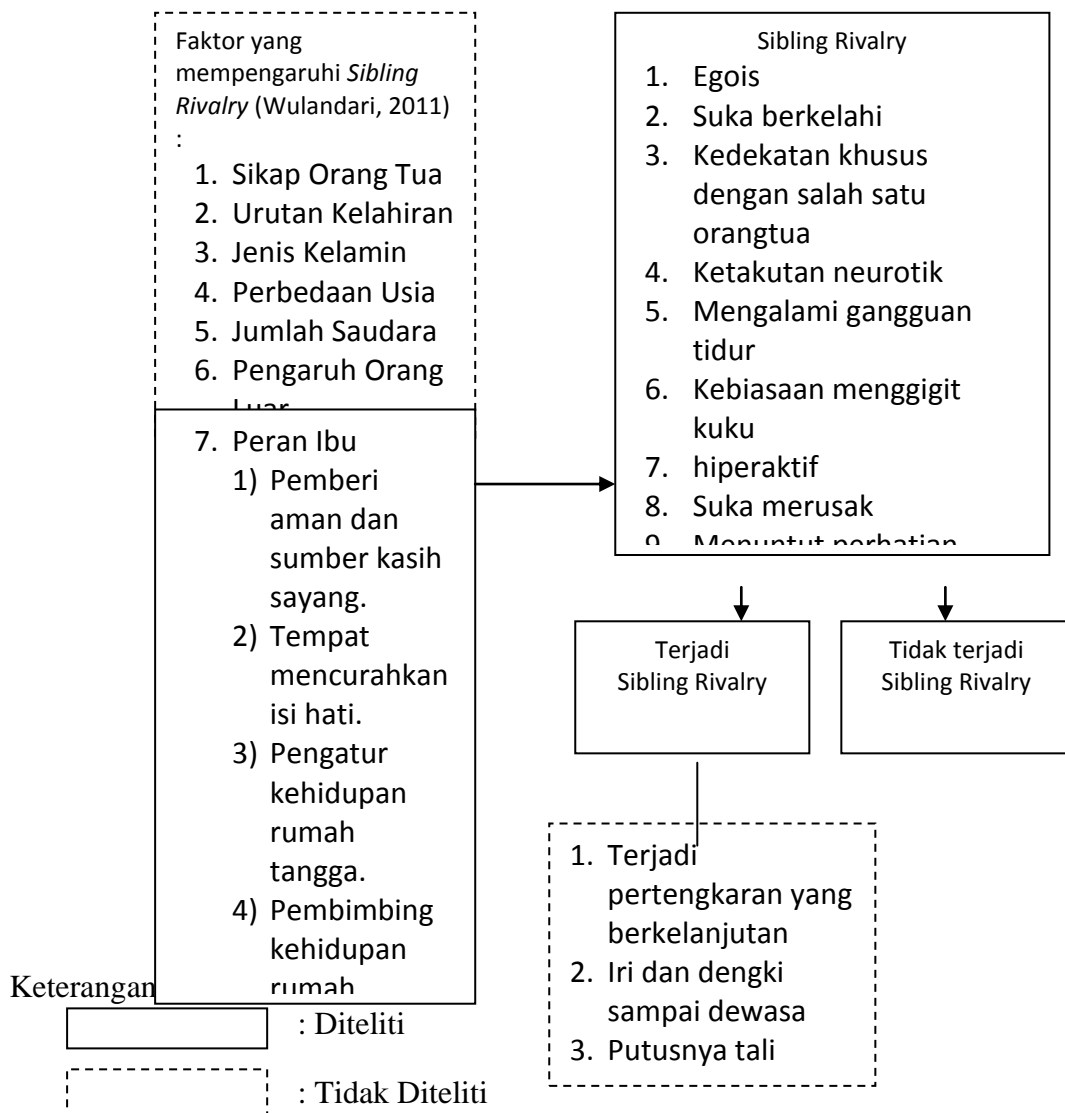 Faktor yang
mempengaruhi Sibling
Rivalry (Wulandari, 2011)
:
1. Sikap Orang Tua
2. Urutan Kelahiran
3. Jenis Kelamin
4. Perbedaan Usia
5. Jumlah Saudara
6. Pengaruh Orang
Luar
7. Peran Ibu
1) Pemberi
aman dan
sumber kasih
sayang.
2) Tempat
mencurahkan
isi hati.
3) Pengatur
kehidupan
rumah
tangga.
4) Pembimbing
kehidupan
rumah
Sibling Rivalry
1. Egois
2. Suka berkelahi
3. Kedekatan khusus
dengan salah satu
orangtua
4. Ketakutan neurotik
5. Mengalami gangguan
tidur
6. Kebiasaan menggigit
kuku
7. hiperaktif
8. Suka merusak
9. Menuntut perhatian
Terjadi
Sibling Rivalry
Tidak terjadi
Sibling Rivalry
1. Terjadi
pertengkaran yang
berkelanjutan
2. Iri dan dengki
sampai dewasa
3. Putusnya tali
Keterangan
: Diteliti
: Tidak Diteliti